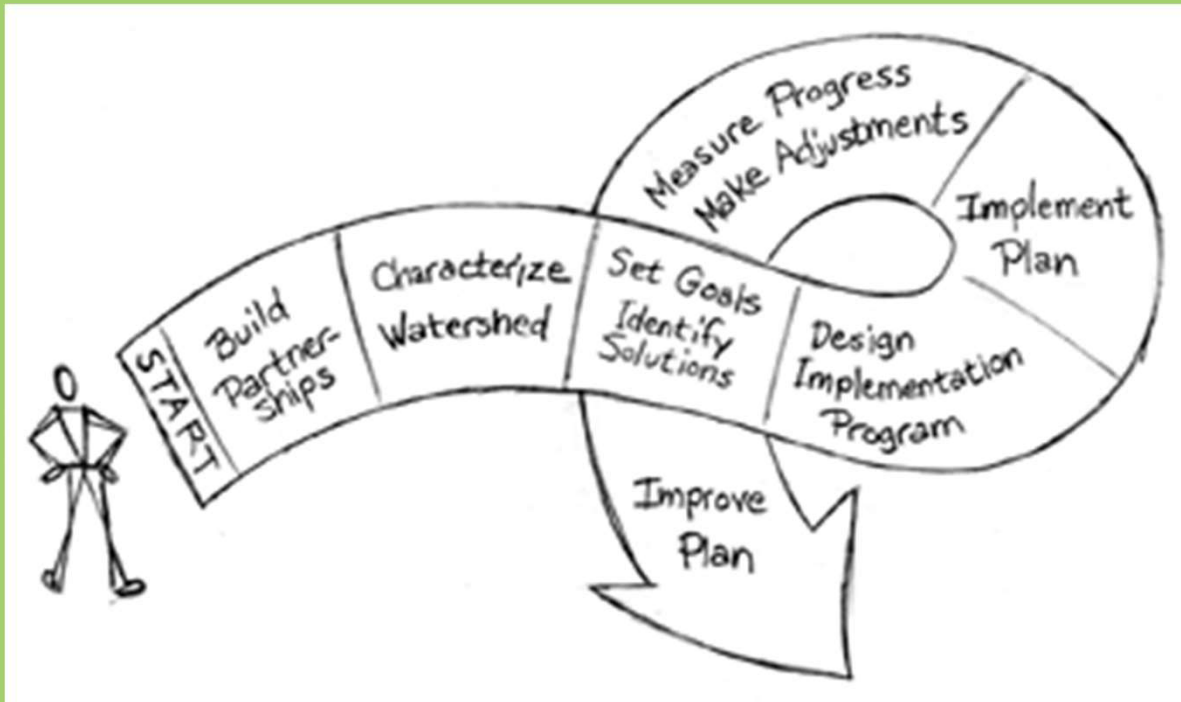 START
Build
Partner-
ships
Characterize
Watershed
Set Goals
Identify
Solutions
Design
Implementation
Program
Implement
Plan
Measure Progress
Make Adjustments
Improve
Plan